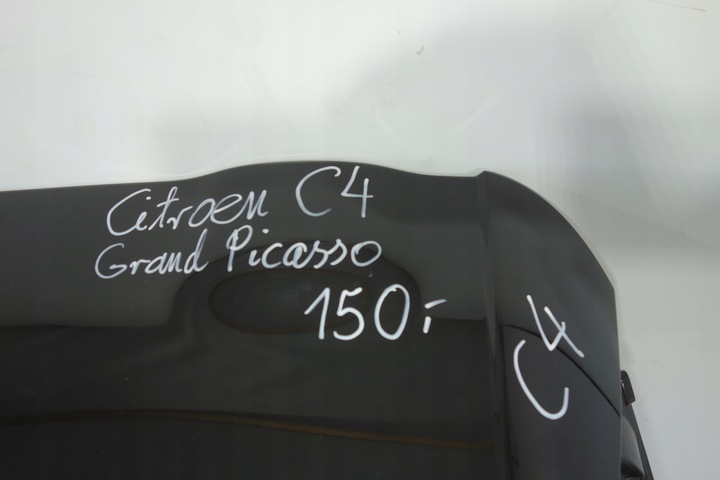 Citroen C4
Grand Picasso
150,-
C4